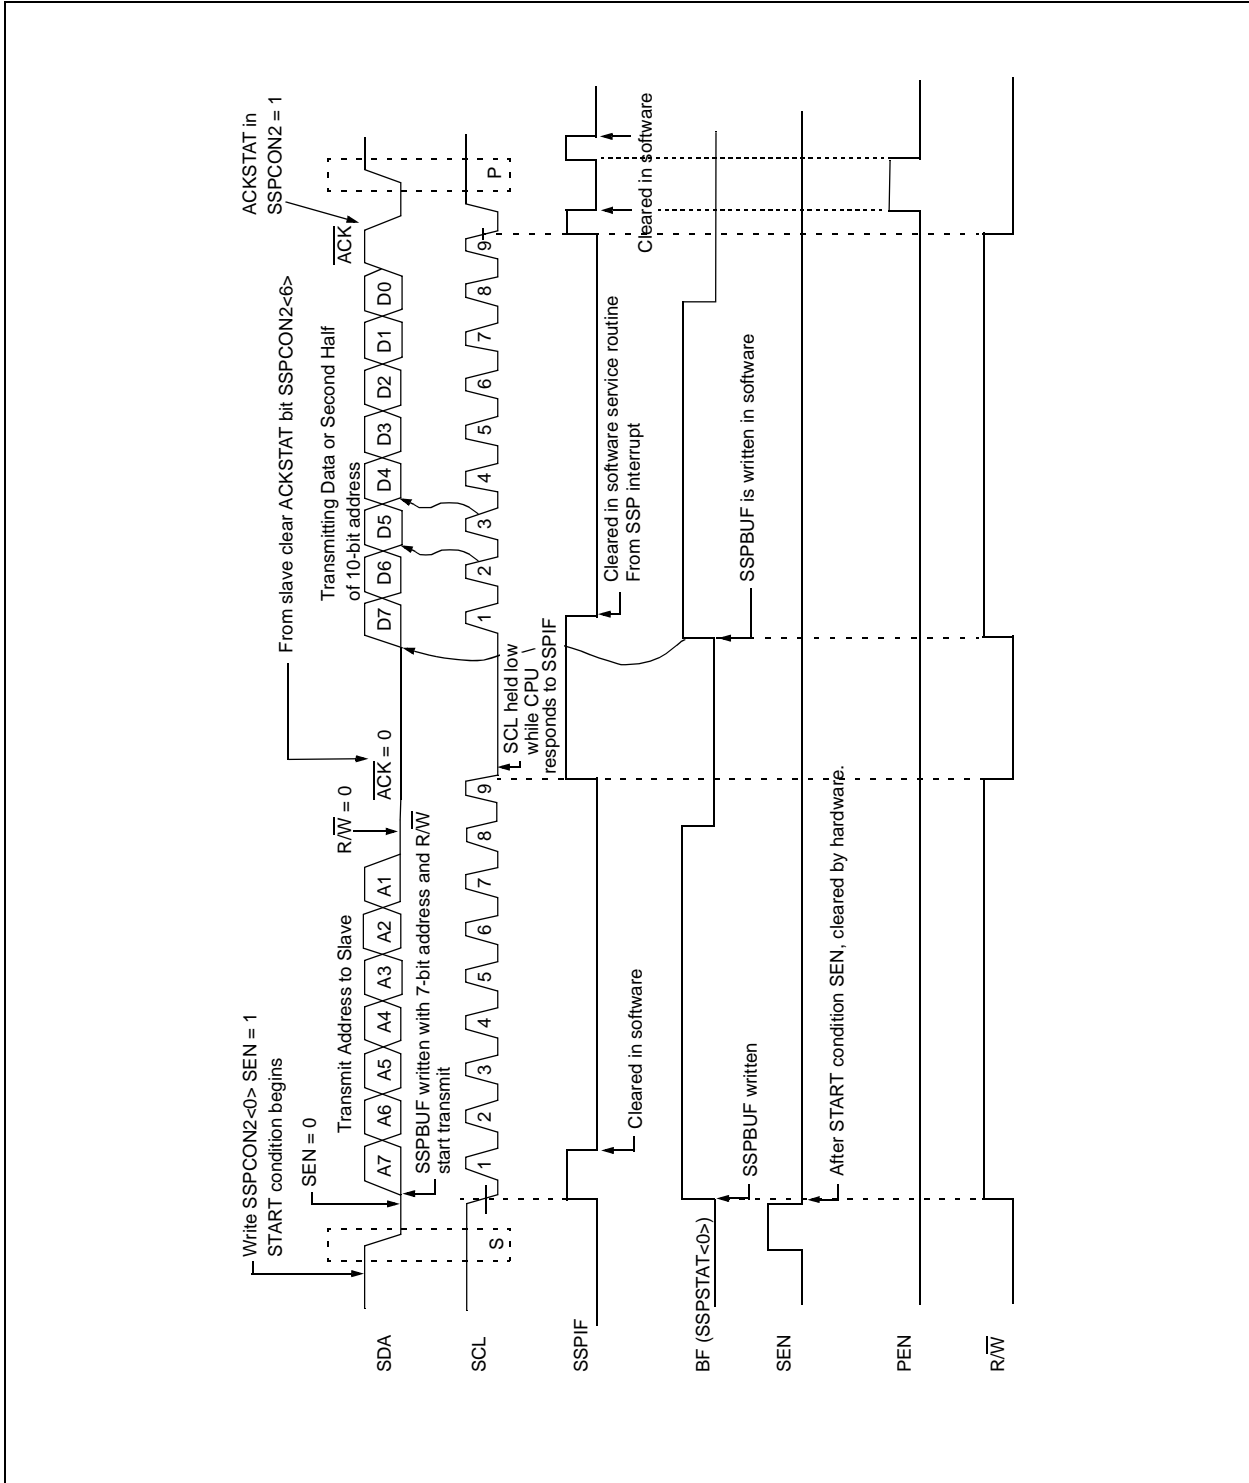 Write SSPCON2<0> SEN = 1
START condition begins
SEN = 0
Transmit Address to Slave
R/W = 0
From slave clear ACKSTAT bit SSPCON2<6>
ACK = 0
Transmitting Data or Second Half
of 10-bit address
ACK
ACKSTAT in
SSPCON2 = 1
SDA
A7 A6 A5 A4 A3 A2 A1
D7 D6 D5 D4 D3 D2 D1 D0
SSPBUF written with 7-bit address and R/W
start transmit
SCL
S
1 2 3 4 5 6 7 8 9
1 2 3 4 5 6 7 8 9
P
SCL held low
while CPU
responds to SSPIF
SSPIF
Cleared in software
Cleared in software service routine
From SSP interrupt
Cleared in software
BF (SSPSTAT<0>)
SSPBUF written
SSPBUF is written in software
SEN
After START condition SEN, cleared by hardware.
PEN
R/W